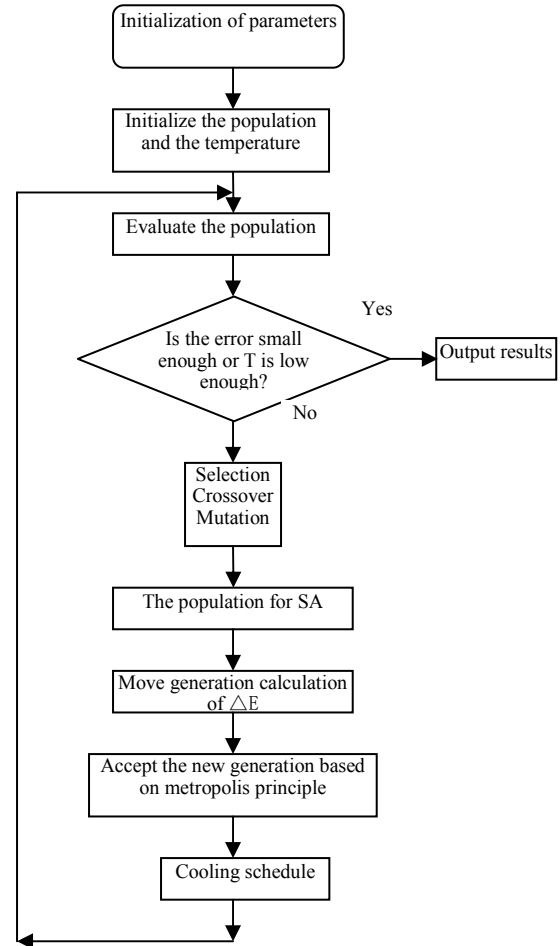 Initialization of parameters
Initialize the population
and the temperature
Evaluate the population
Yes
Is the error small
enough or T is low
enough?
Output results
No
Selection
Crossover
Mutation
The population for SA
Move generation calculation
of △E
Accept the new generation based
on metropolis principle
Cooling schedule